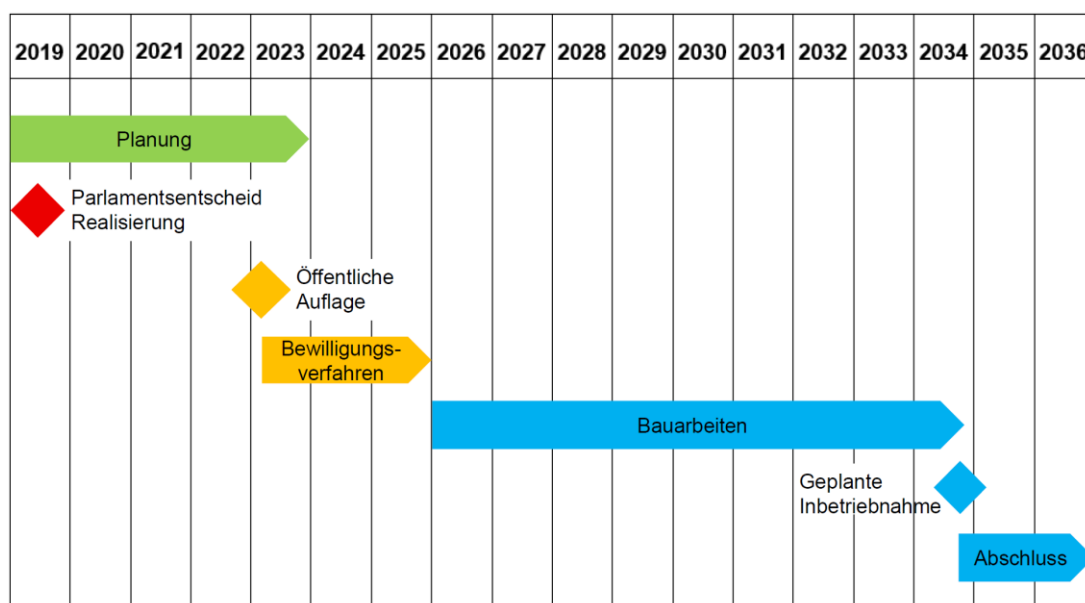 2019 2020 2021 2022 2023 2024 2025 2026 2027 2028 2029 2030 2031 2032 2033 2034 2035 2036
Planung
Parlamentsentscheid
Realisierung
Öffentliche
Auflage
Bewilligungs-
verfahren
Bauarbeiten
Geplante
Inbetriebnahme
Abschluss